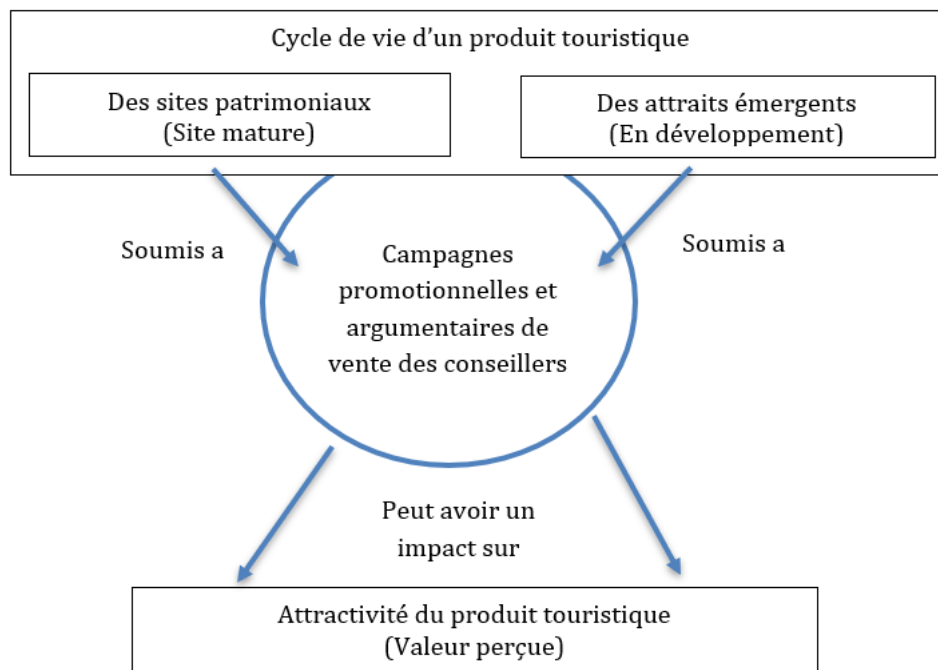 Cycle de vie d’un produit touristique
Des sites patrimoniaux
(Site mature)
Des attraits émergents
(En développement)
Soumis a
Soumis a
Campagnes
promotionnelles et
argumentaires de
vente des conseillers
Peut avoir un
impact sur
Attractivité du produit touristique
(Valeur perçue)